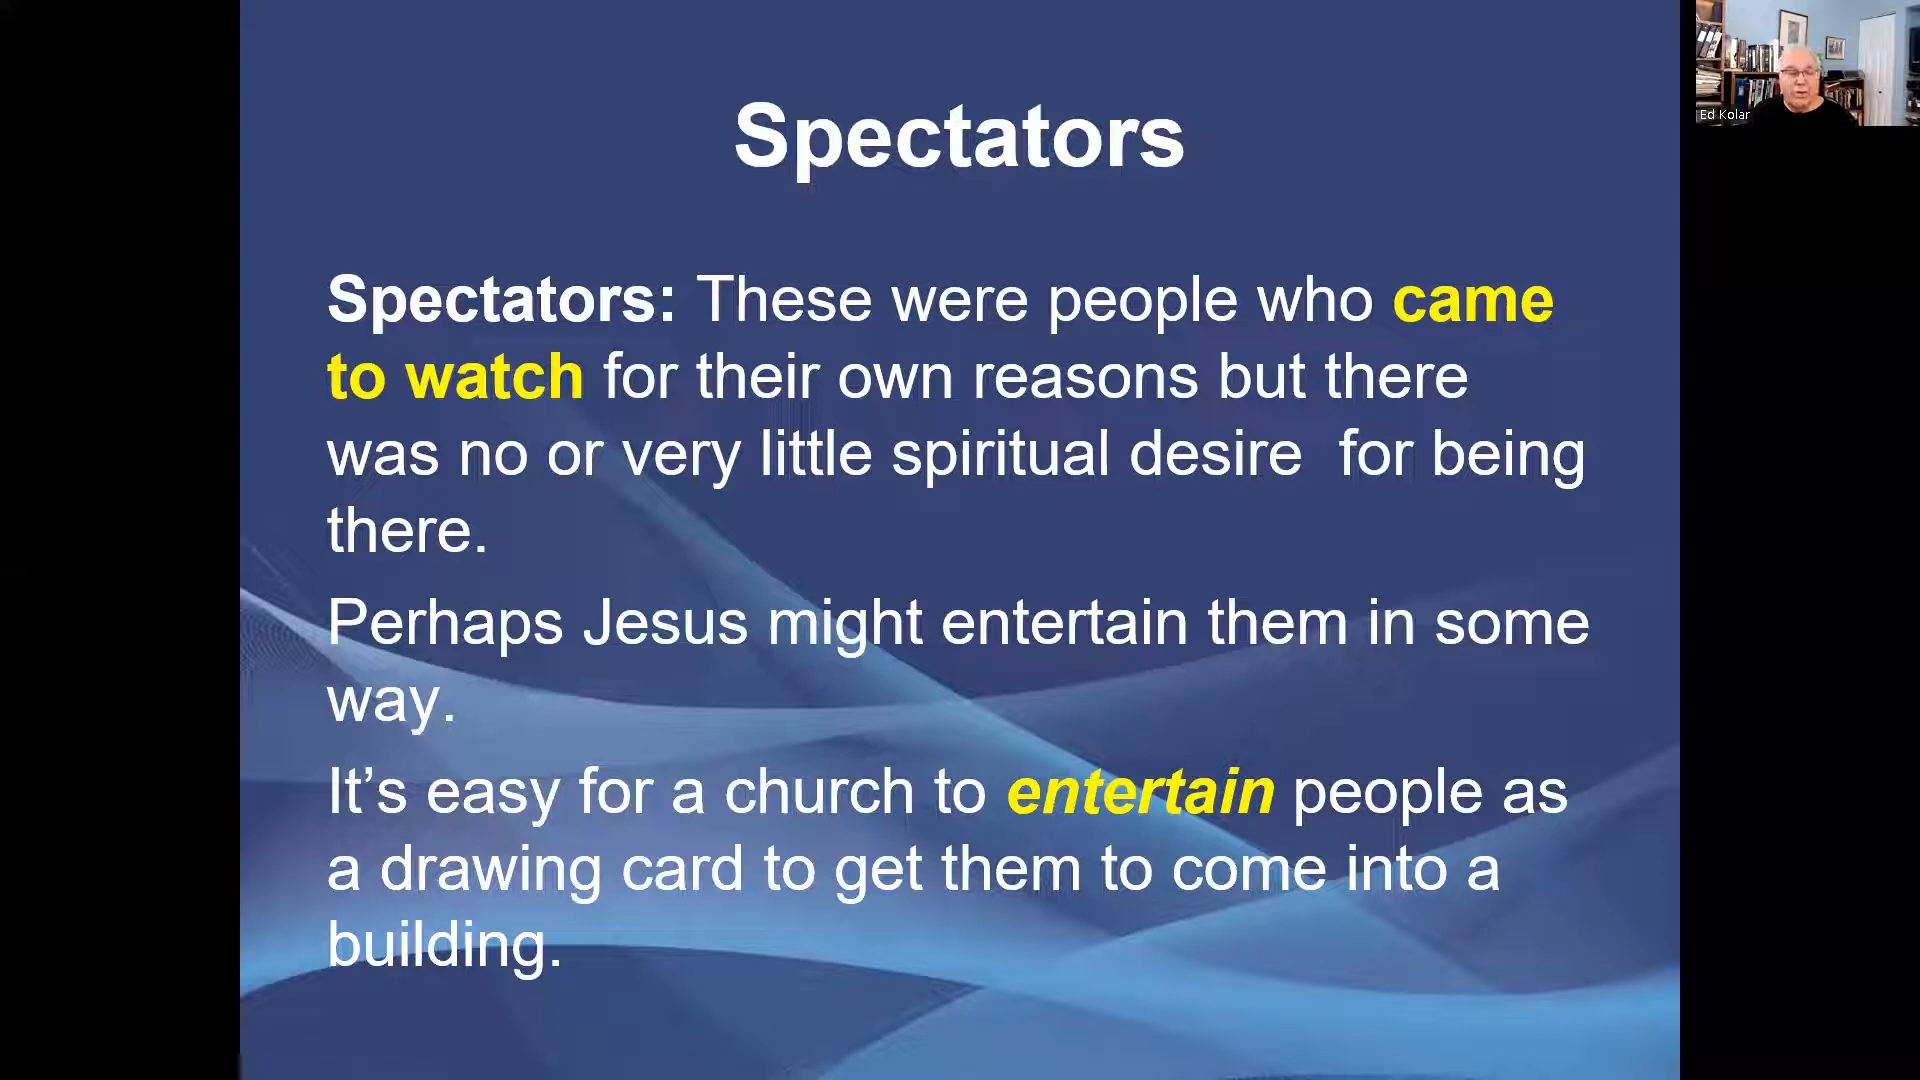 Spectators
Spectators: These were people who came
to watch for their own reasons but there
was no or very little spiritual desire  for being
there.
Perhaps Jesus might entertain them in some
way.
It’s easy for a church to entertain people as
a drawing card to get them to come into a
building.
Ed Kolar